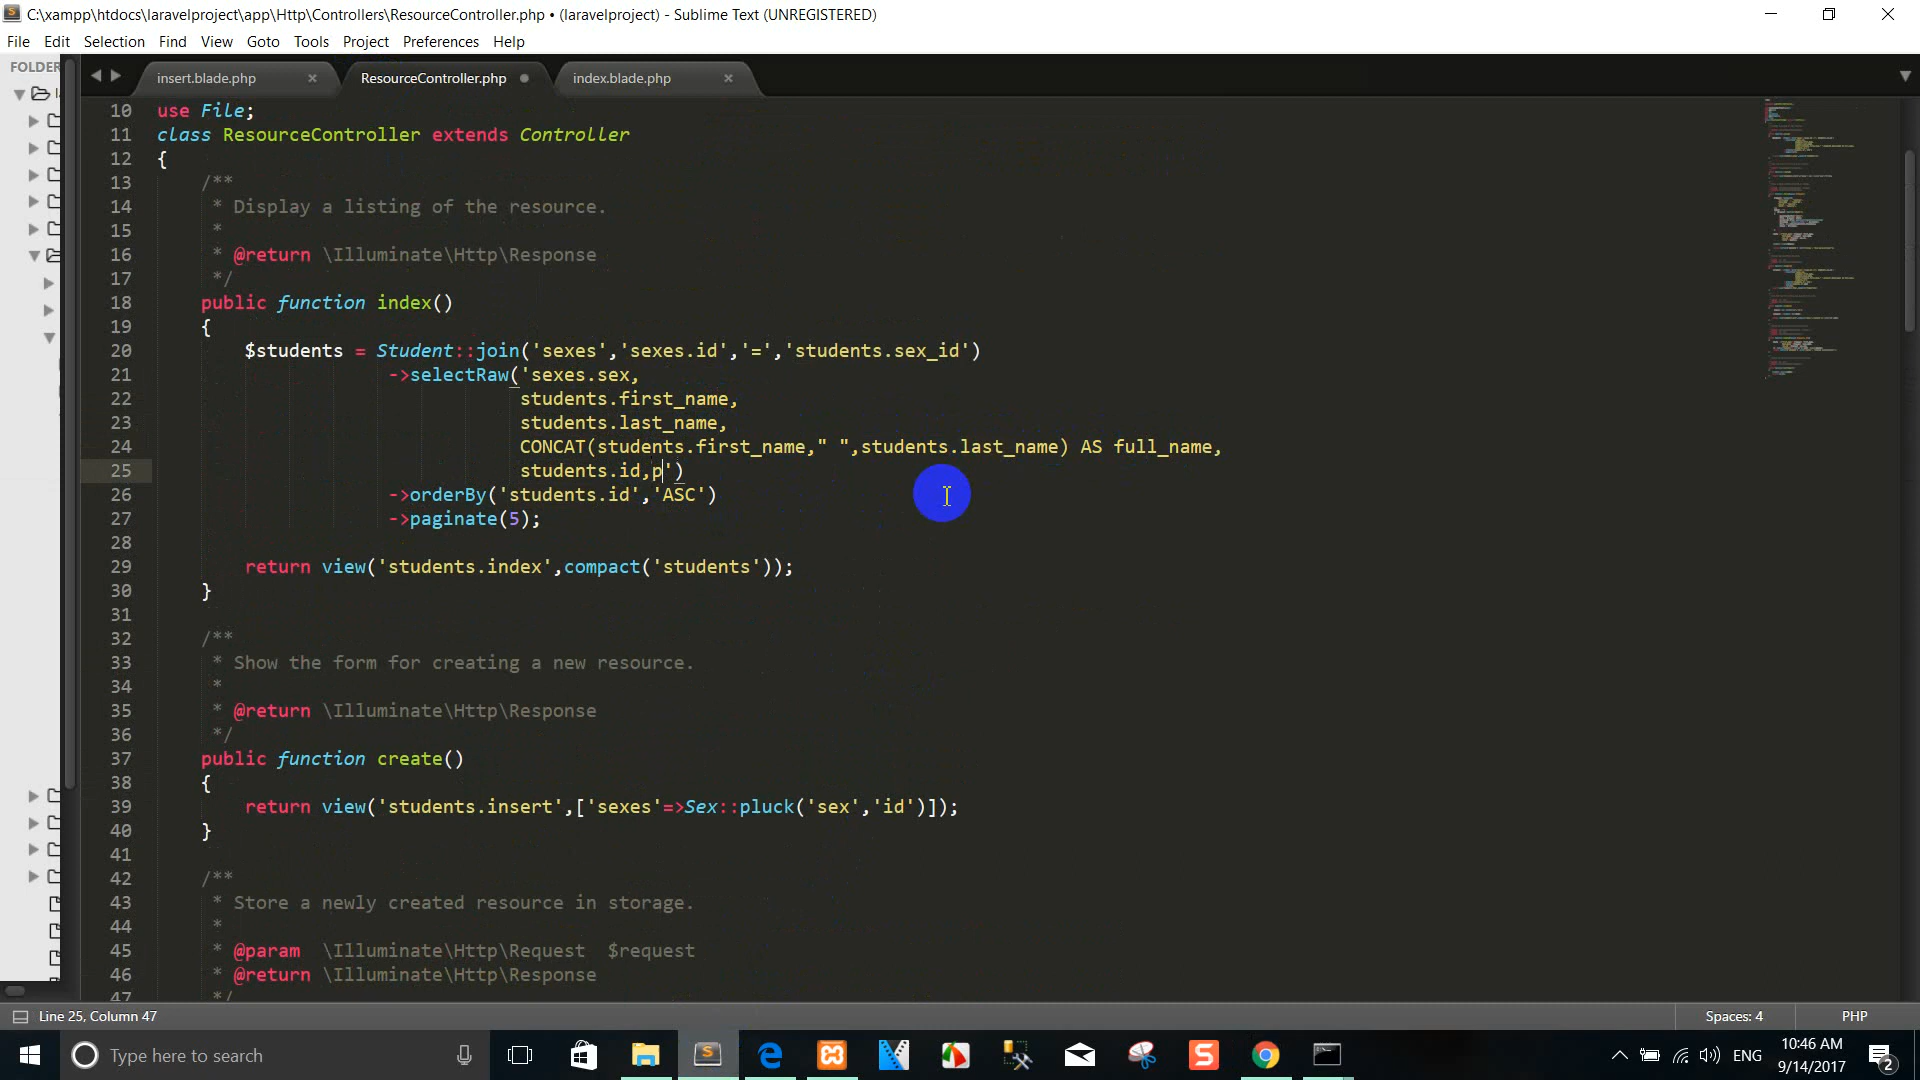 C:\xampp\htdocs\laravelproject\app\Http\Controllers\ResourceController.php • (laravelproject) - Sublime Text (UNREGISTERED)
File Edit Selection Find View Goto Tools Project Preferences Help
FOLDER
insert.blade.php × ResourceController.php index.blade.php ×
10 use File;
11 class ResourceController extends Controller
12 {
13 /**
14 * Display a listing of the resource.
15 *
16 * @return \Illuminate\Http\Response
17 */
18 public function index()
19 {
20 $students = Student::join('sexes','sexes.id','=','students.sex_id')
21 ->selectRaw('sexes.sex,
22 students.first_name,
23 students.last_name,
24 CONCAT(students.first_name," ",students.last_name) AS full_name,
25 students.id,p')
26 ->orderBy('students.id','ASC')
27 ->paginate(5);
28
29 return view('students.index',compact('students'));
30 }
31
32 /**
33 * Show the form for creating a new resource.
34 *
35 * @return \Illuminate\Http\Response
36 */
37 public function create()
38 {
39 return view('students.insert',['sexes'=>Sex::pluck('sex','id')]);
40 }
41
42 /**
43 * Store a newly created resource in storage.
44 *
45 * @param \Illuminate\Http\Request $request
46 * @return \Illuminate\Http\Response
47 */
Line 25, Column 47 Spaces: 4 PHP
Type here to search ENG 10:46 AM
9/14/2017 2